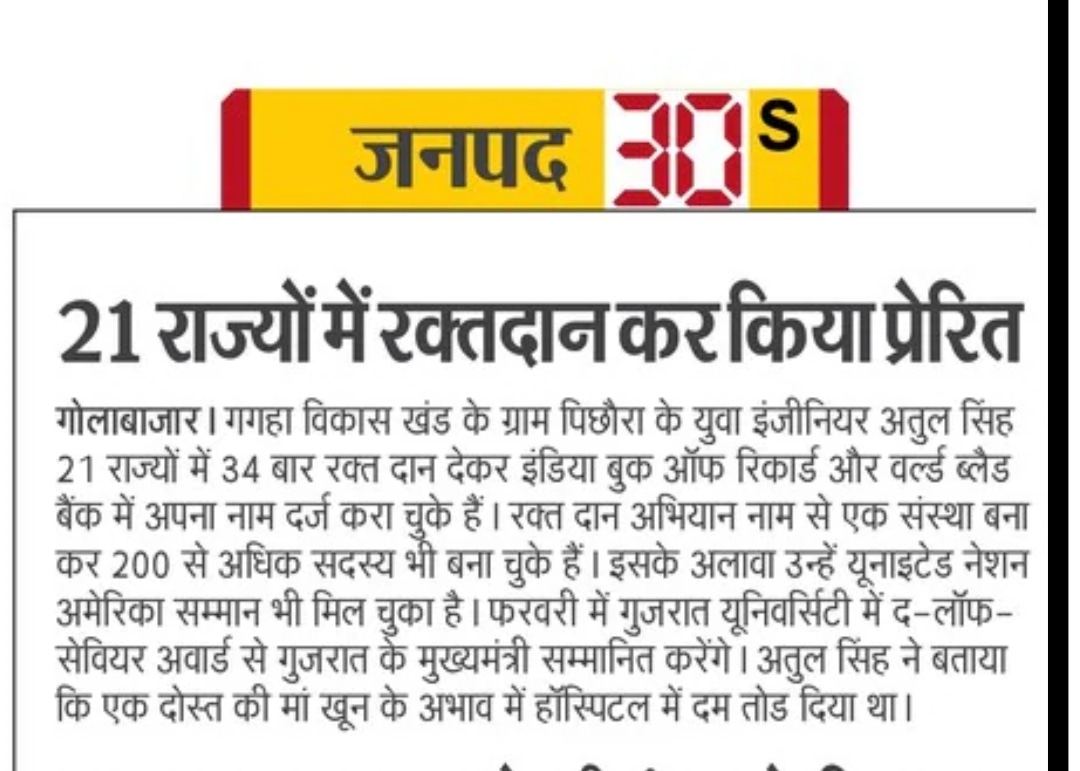 जनपद 30 S
21 राज्यों में रक्तदान कर किया प्रेरित
गोलाबाजार। गगहा विकास खंड के ग्राम पिछौरा के युवा इंजीनियर अतुल सिंह
21 राज्यों में 34 बार रक्त दान देकर इंडिया बुक ऑफ रिकार्ड और वर्ल्ड ब्लैड
बैंक में अपना नाम दर्ज करा चुके हैं। रक्त दान अभियान नाम से एक संस्था बना
कर 200 से अधिक सदस्य भी बना चुके हैं। इसके अलावा उन्हें यूनाइटेड नेशन
अमेरिका सम्मान भी मिल चुका है। फरवरी में गुजरात यूनिवर्सिटी में द-लॉफ-
सेवियर अवार्ड से गुजरात के मुख्यमंत्री सम्मानित करेंगे। अतुल सिंह ने बताया
कि एक दोस्त की मां खून के अभाव में हॉस्पिटल में दम तोड दिया था।